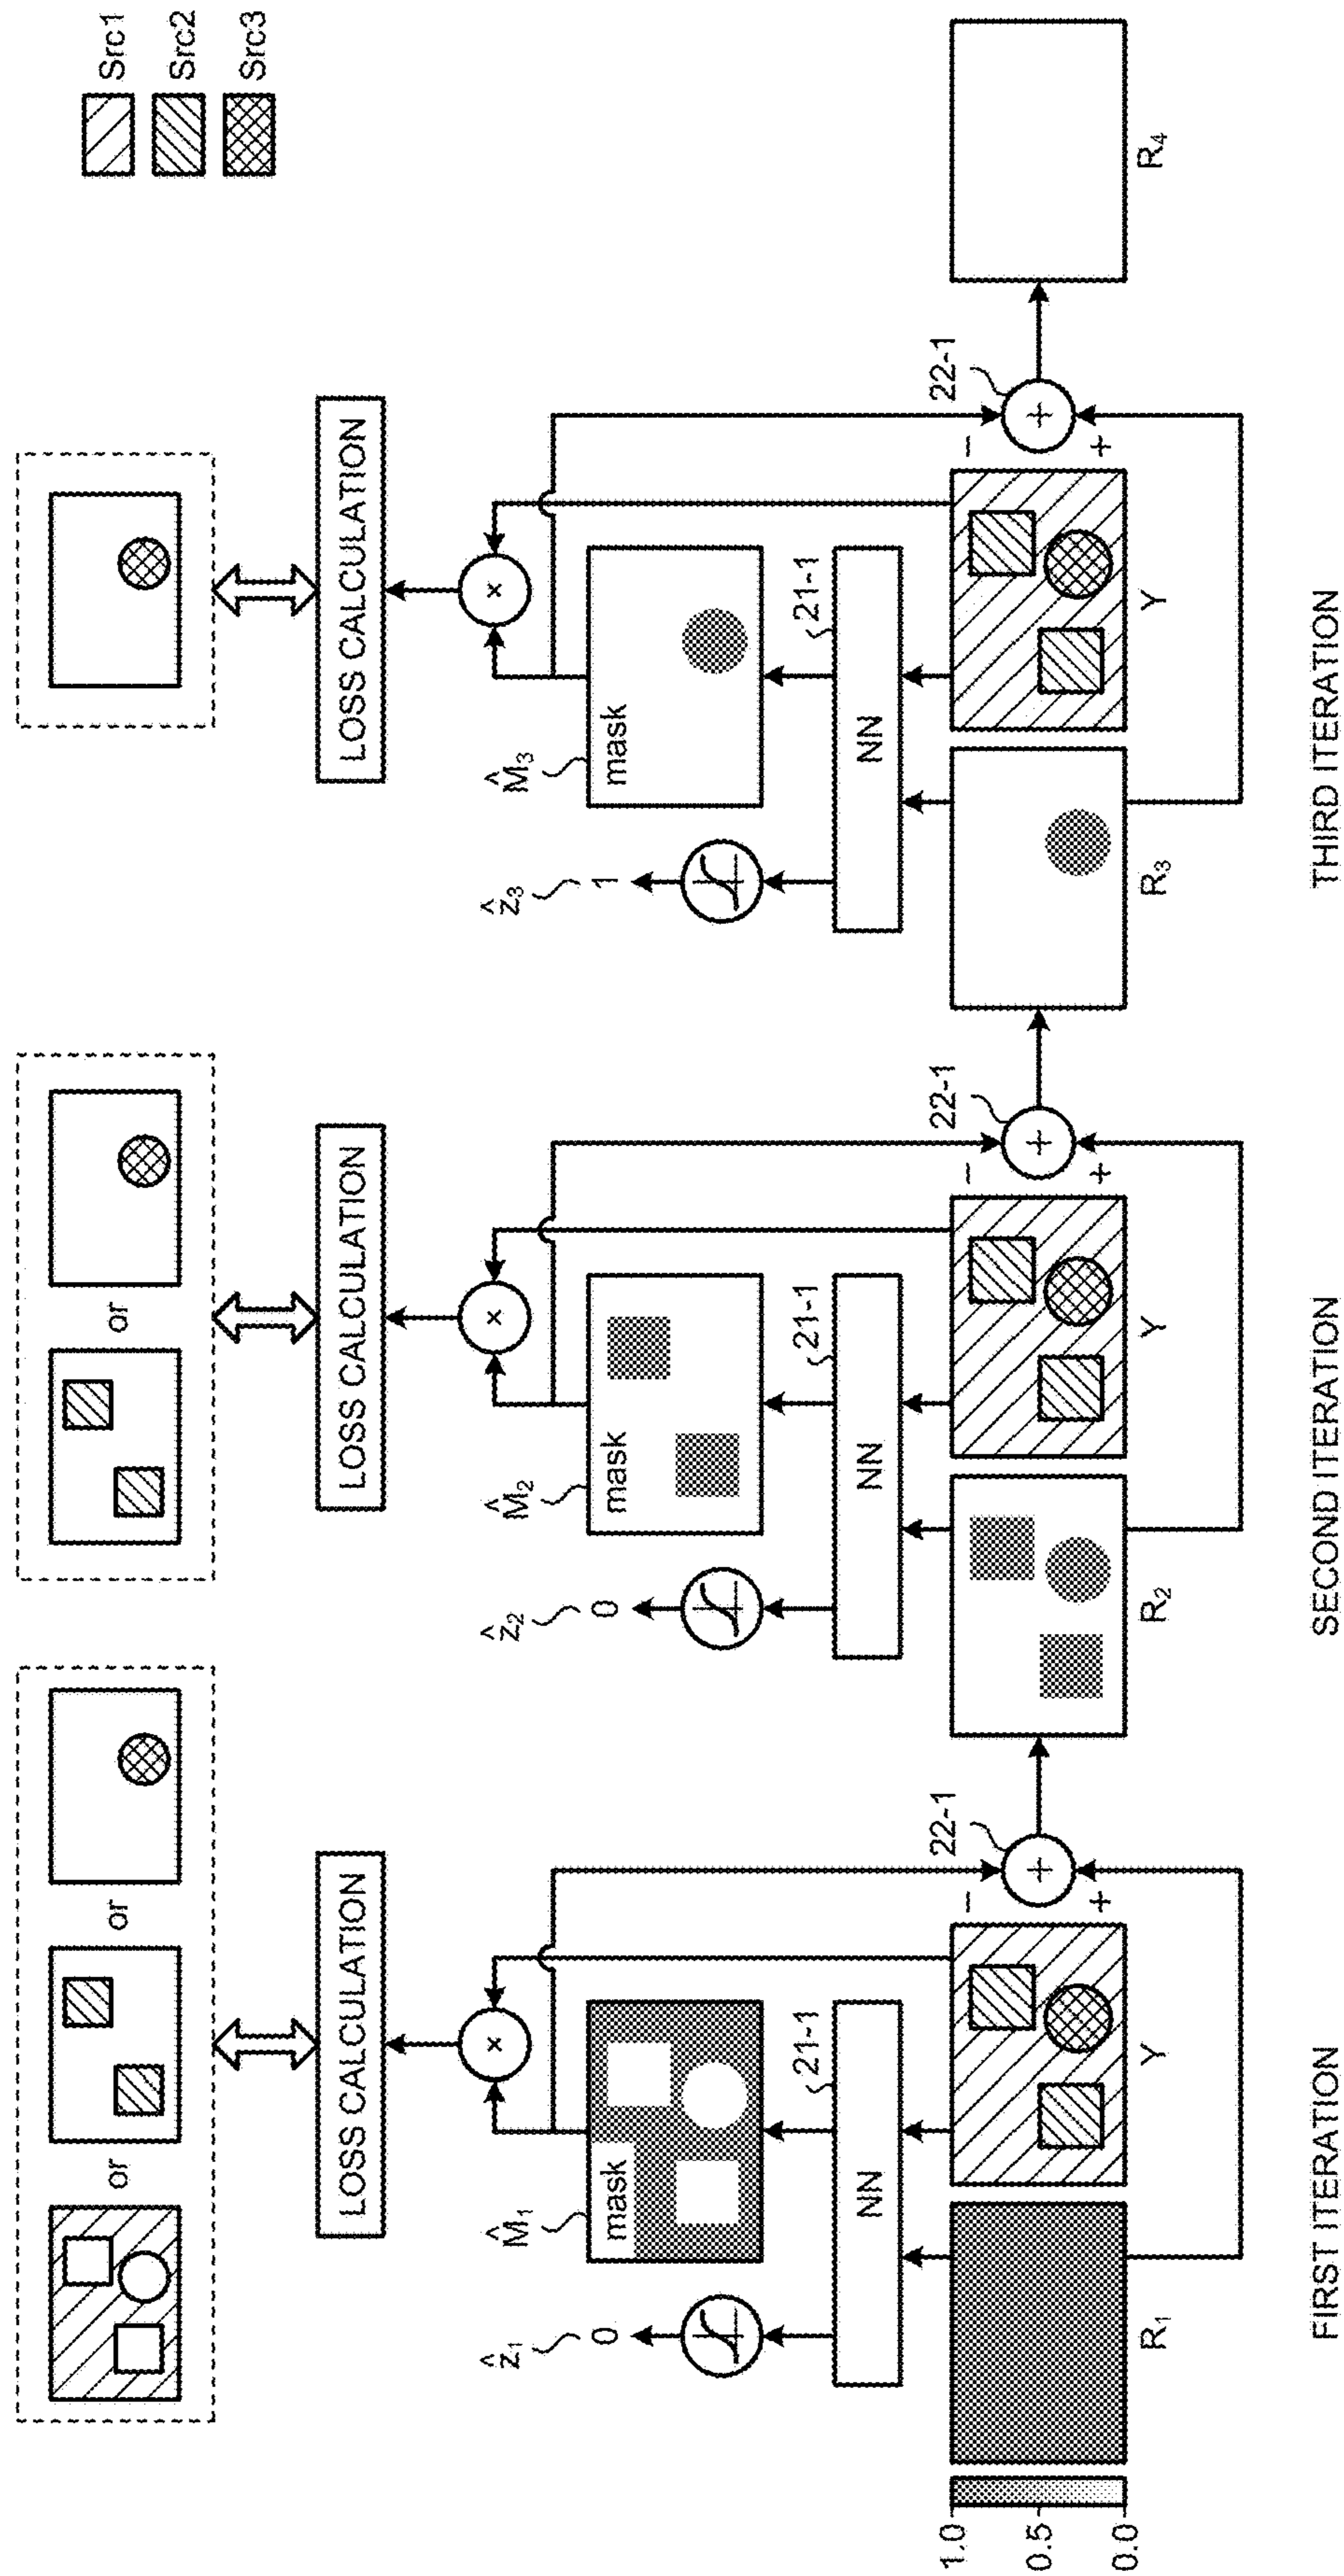 Src1
Src2
Src3
or
or
LOSS CALCULATION
×
M̂₁
mask
ẑ₁
0
21-1
NN
22-1
−
+
+
1.0
0.5
0.0
R₁
Y
FIRST ITERATION
or
LOSS CALCULATION
×
M̂₂
mask
ẑ₂
0
21-1
NN
22-1
−
+
+
R₂
Y
SECOND ITERATION
LOSS CALCULATION
×
M̂₃
mask
ẑ₃
1
21-1
NN
22-1
−
+
+
R₃
Y
R₄
THIRD ITERATION